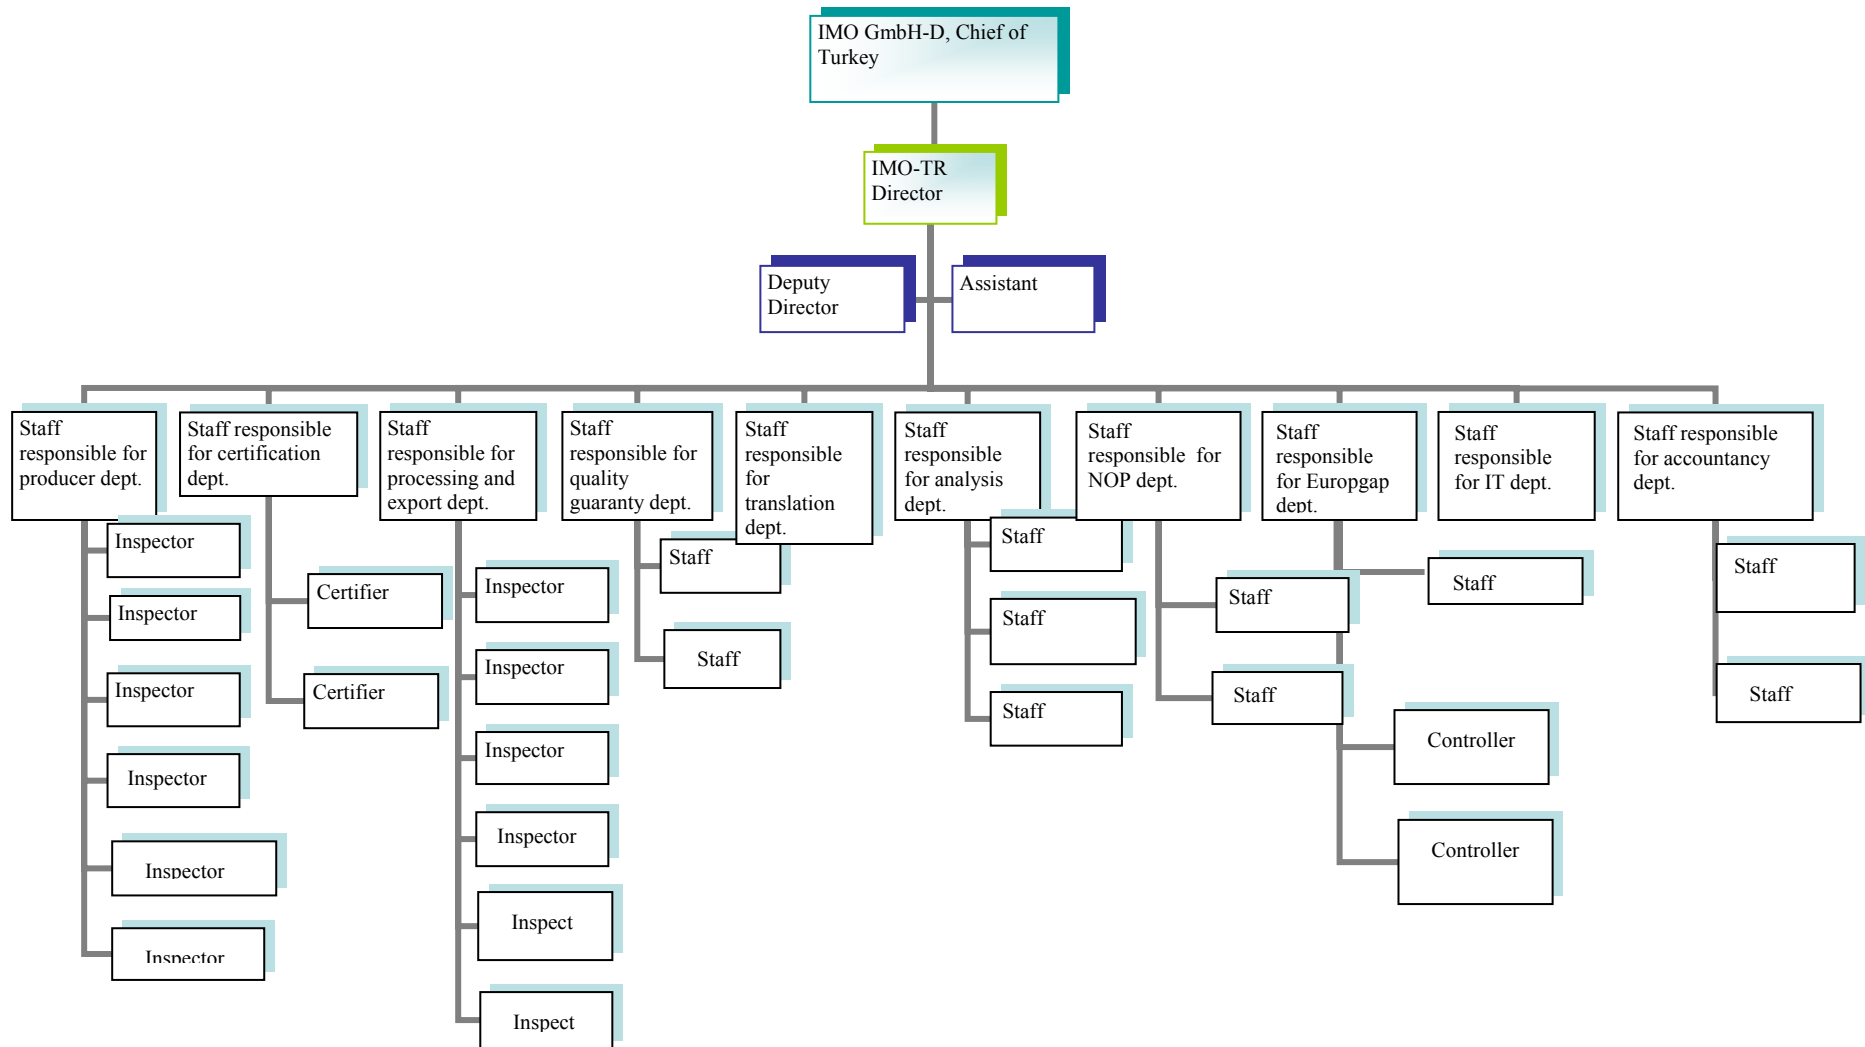 IMO GmbH-D, Chief of
Turkey
IMO-TR
Director
Deputy
Director
Assistant
Staff
responsible for
producer dept.
Staff responsible
for certification
dept.
Staff
responsible for
processing and
export dept.
Staff
responsible for
quality
guaranty dept.
Staff
responsible
for
translation
dept.
Staff
responsible
for analysis
dept.
Staff
responsible for
NOP dept.
Staff
responsible
for Europgap
dept.
Staff
responsible
for IT dept.
Staff responsible
for accountancy
dept.
Inspector
Inspector
Inspector
Inspector
Inspector
Inspector
Certifier
Certifier
Inspector
Inspector
Inspector
Inspector
Inspect
Inspect
Staff
Staff
Staff
Staff
Staff
Staff
Staff
Staff
Controller
Controller
Staff
Staff